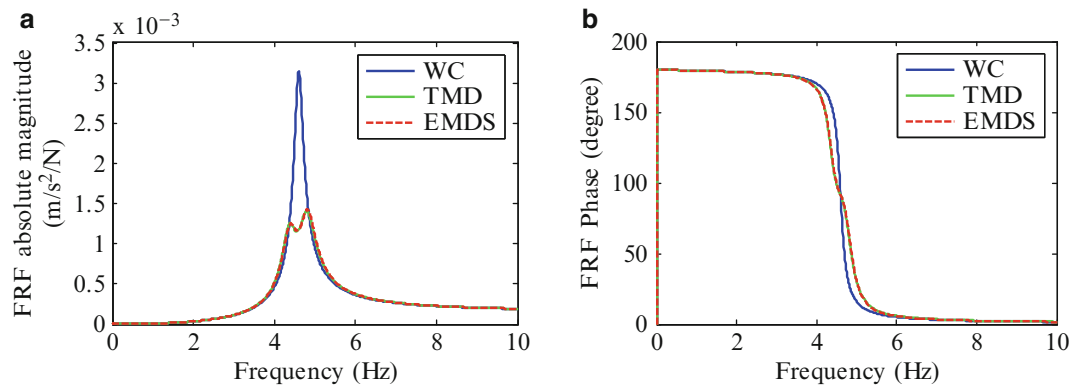 a
x 10⁻³
3.5
3
2.5
2
1.5
1
0.5
0
0 2 4 6 8 10
FRF absolute magnitude
(m/s²/N)
Frequency (Hz)
WC
TMD
EMDS
b
200
150
100
50
0
0 2 4 6 8 10
FRF Phase (degree)
Frequency (Hz)
WC
TMD
EMDS